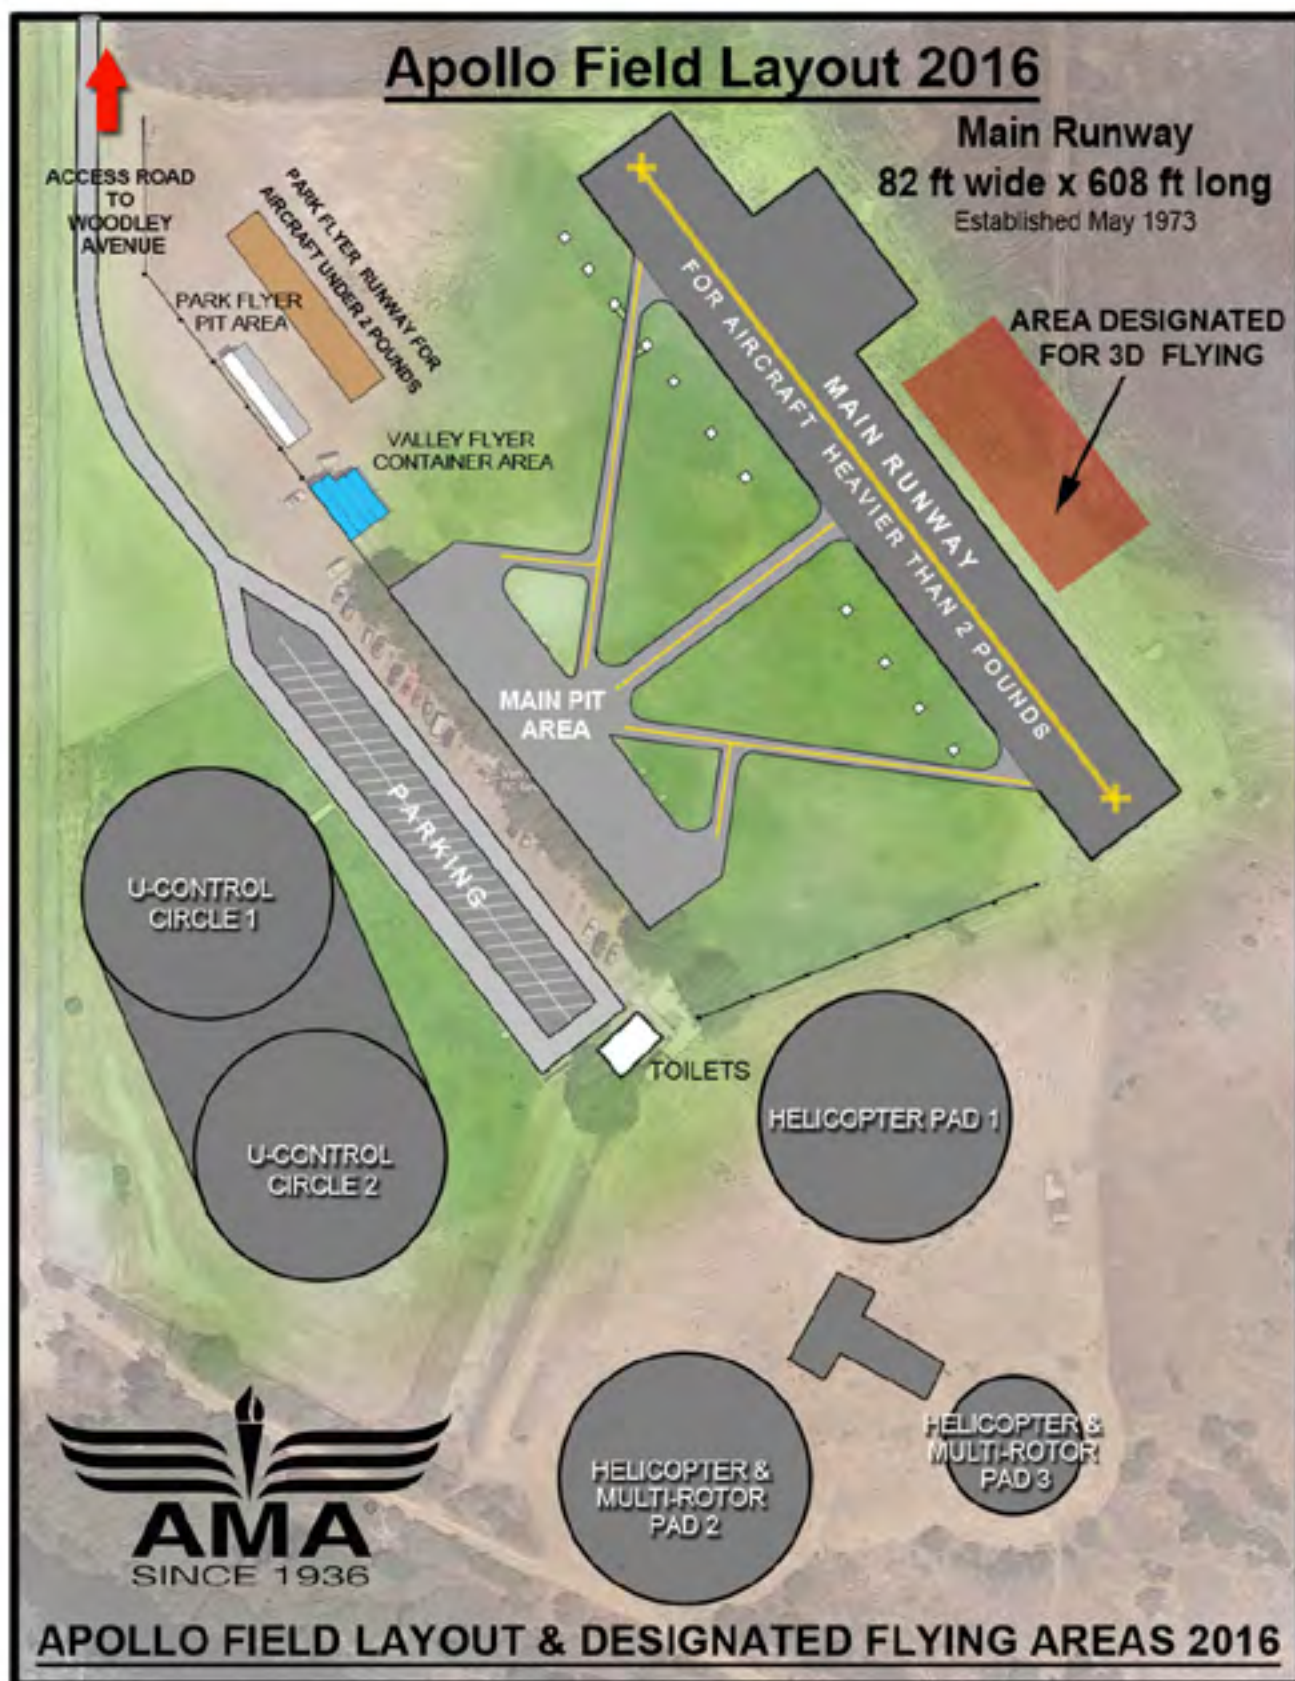 Apollo Field Layout 2016
Main Runway
82 ft wide x 608 ft long
Established May 1973
ACCESS ROAD
TO
WOODLEY
AVENUE
PARK FLYER RUNWAY FOR
AIRCRAFT UNDER 2 POUNDS
PARK FLYER
PIT AREA
VALLEY FLYER
CONTAINER AREA
AREA DESIGNATED
FOR 3D FLYING
MAIN RUNWAY
FOR AIRCRAFT HEAVIER THAN 2 POUNDS
MAIN PIT
AREA
PARKING
U-CONTROL
CIRCLE 1
U-CONTROL
CIRCLE 2
TOILETS
HELICOPTER PAD 1
HELICOPTER &
MULTI-ROTOR
PAD 2
HELICOPTER &
MULTI-ROTOR
PAD 3
AMA
SINCE 1936
APOLLO FIELD LAYOUT & DESIGNATED FLYING AREAS 2016